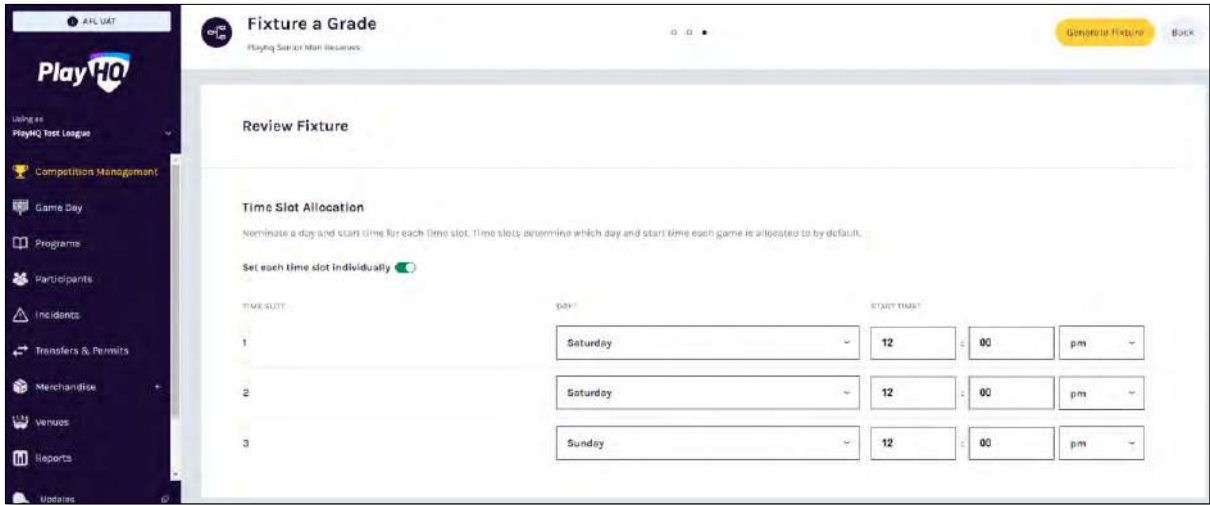 AFL UAT
PlayHQ
Using as
PlayHQ Test League
Competition Management
Game Day
Programs
Participants
Incidents
Transfers & Permits
Merchandise +
Venues
Reports
Updates
Fixture a Grade
PlayHQ Senior Men Reserves
Generate Fixture
Back
Review Fixture
Time Slot Allocation
Nominate a day and start time for each time slot. Time slots determine which day and start time each game is allocated to by default.
Set each time slot individually
TIME SLOT DAY* START TIME*
1 Saturday 12 : 00 pm
2 Saturday 12 : 00 pm
3 Sunday 12 : 00 pm